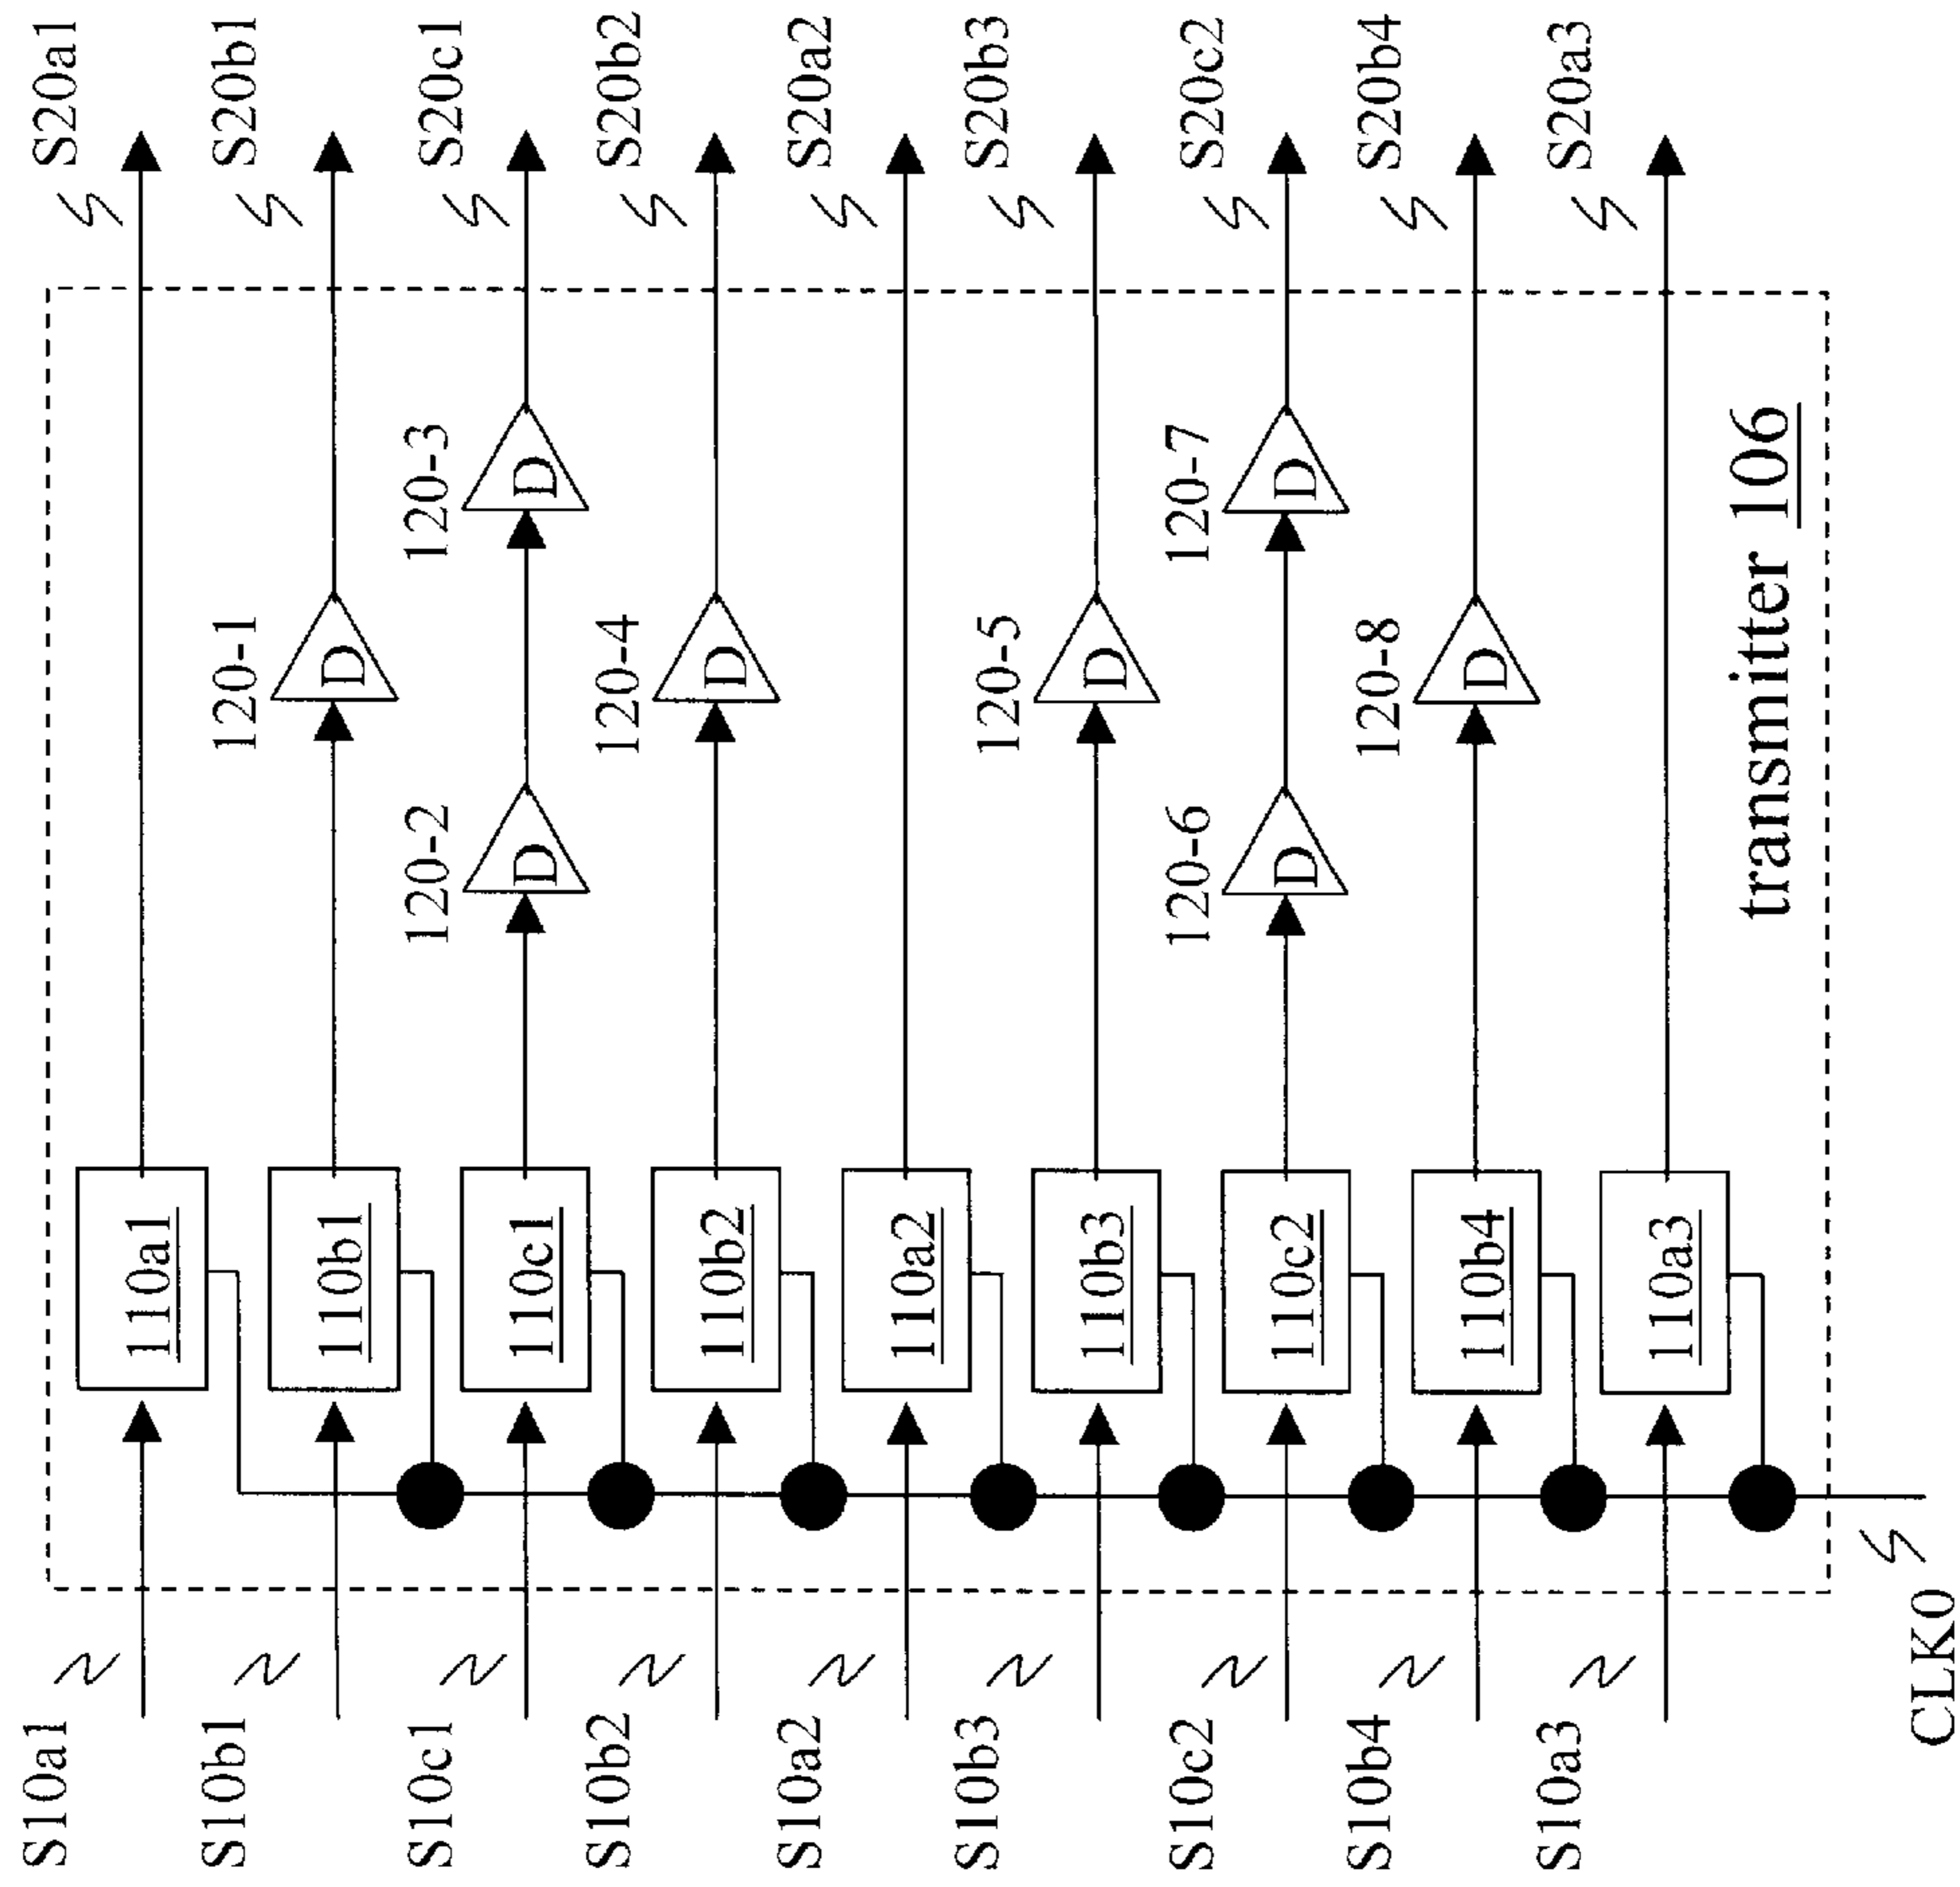 S20a1
S20b1
S20c1
S20b2
S20a2
S20b3
S20c2
S20b4
S20a3
120-3
120-7
120-1
120-4
120-5
120-8
120-2
120-6
D
D
D
D
D
D
D
D
transmitter 106
110a1
110b1
110c1
110b2
110a2
110b3
110c2
110b4
110a3
S10a1
S10b1
S10c1
S10b2
S10a2
S10b3
S10c2
S10b4
S10a3
CLK0